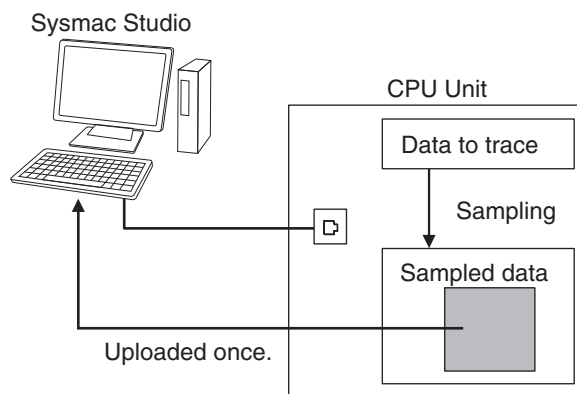 Sysmac Studio
CPU Unit
Data to trace
Sampling
Sampled data
Uploaded once.